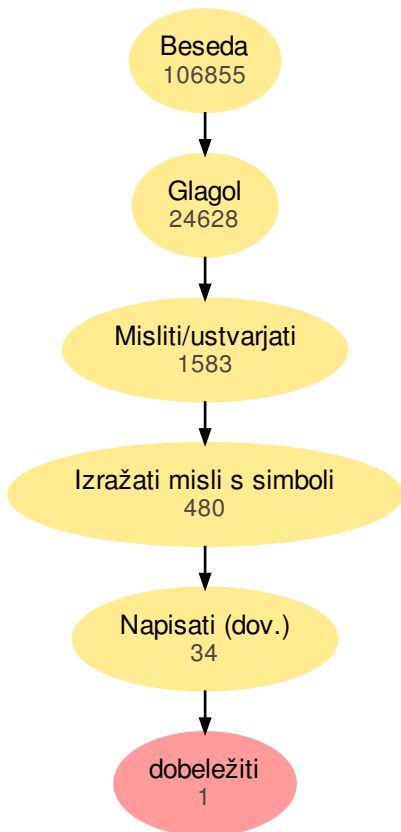 Beseda
106855
Glagol
24628
Misliti/ustvarjati
1583
Izražati misli s simboli
480
Napisati (dov.)
34
dobeležiti
1